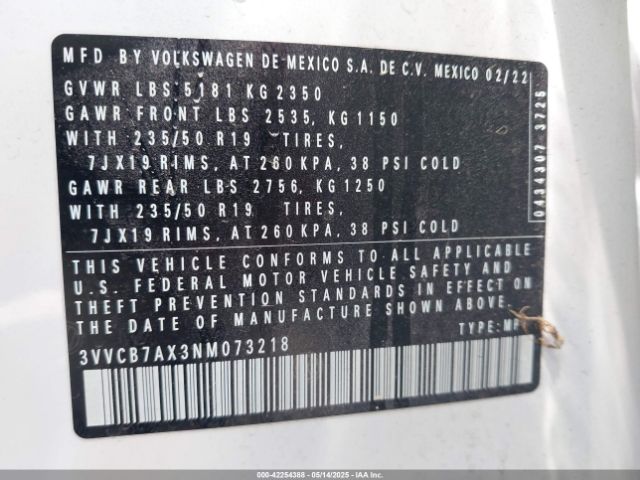 MFD BY VOLKSWAGEN DE MEXICO S.A. DE C.V. MEXICO 02/22
GVWR LBS 5181 KG 2350
GAWR FRONT LBS 2535, KG 1150
WITH 235/50 R19 TIRES,
7JX19 RIMS, AT 260 KPA, 38 PSI COLD
GAWR REAR LBS 2756, KG 1250
WITH 235/50 R19 TIRES,
7JX19 RIMS, AT 260 KPA, 38 PSI COLD
0434307 3725
THIS VEHICLE CONFORMS TO ALL APPLICABLE
U.S. FEDERAL MOTOR VEHICLE SAFETY AND
THEFT PREVENTION STANDARDS IN EFFECT ON
THE DATE OF MANUFACTURE SHOWN ABOVE.
TYPE:
3VVCB7AX3NM073218
000-42254388 05/14/2025 IAAI.COM